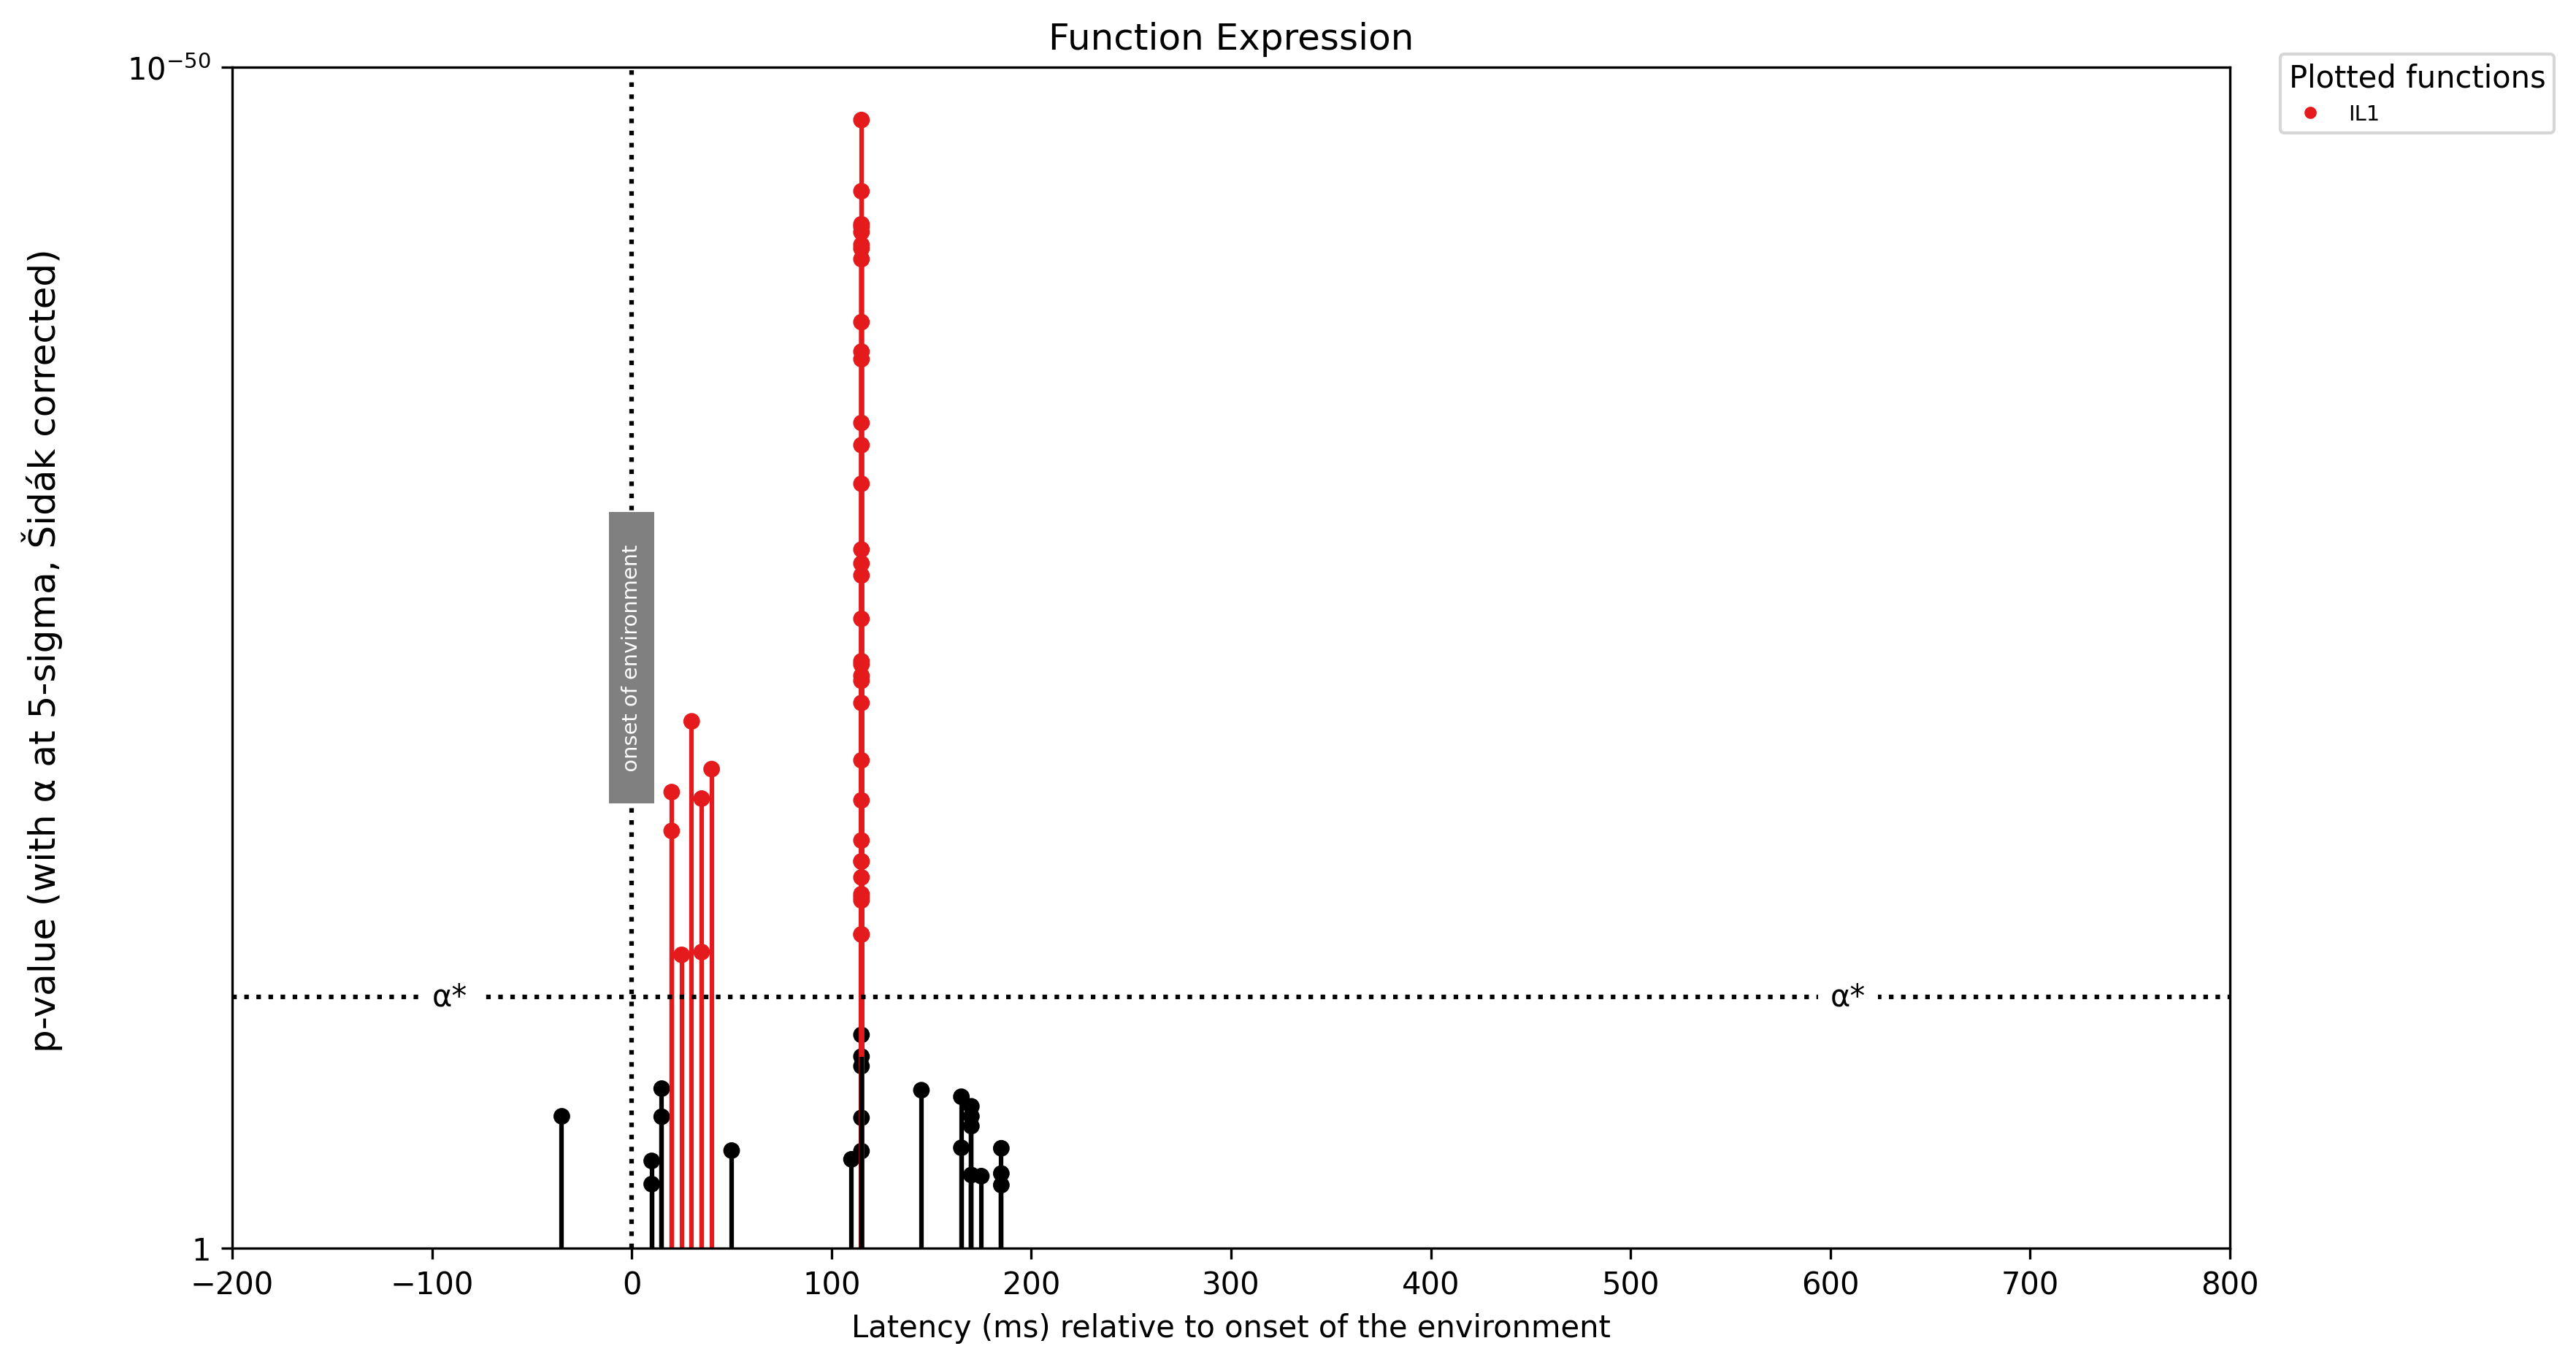 Function Expression
10⁻⁵⁰
Plotted functions
IL1
p-value (with α at 5-sigma, Šidák corrected)
onset of environment
α*
α*
1
−200
−100
0
100
200
300
400
500
600
700
800
Latency (ms) relative to onset of the environment